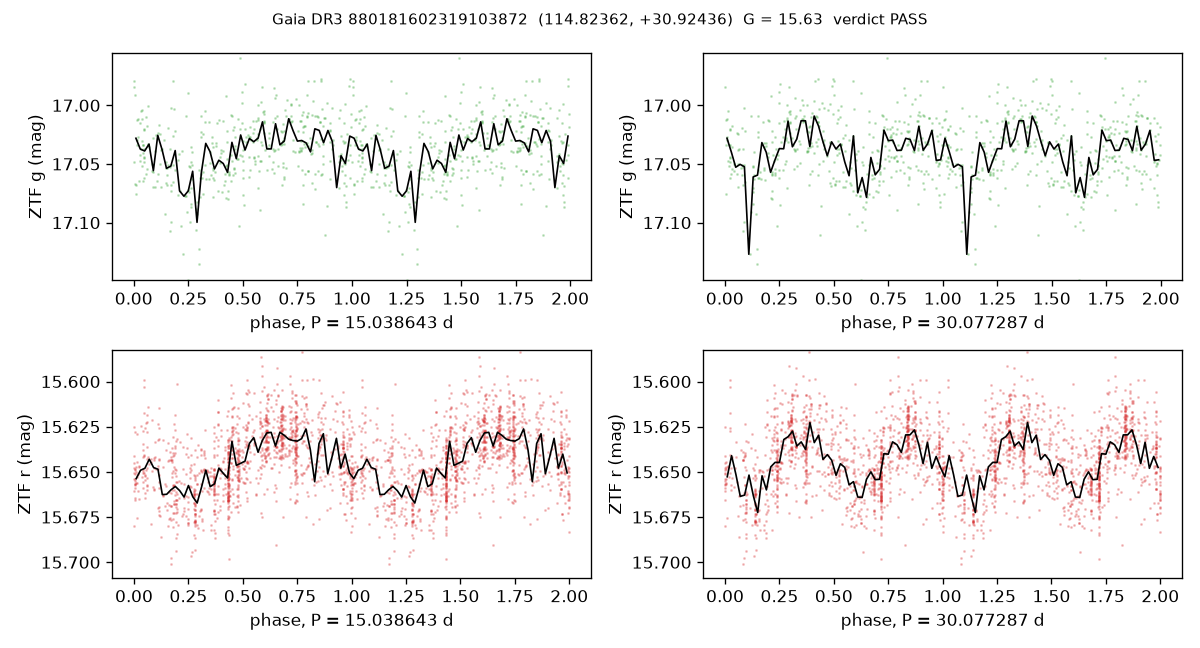 Gaia DR3 880181602319103872 (114.82362, +30.92436) G = 15.63 verdict PASS
ZTF g (mag)
17.00
17.05
17.10
0.00 0.25 0.50 0.75 1.00 1.25 1.50 1.75 2.00
phase, P = 15.038643 d
ZTF g (mag)
17.00
17.05
17.10
0.00 0.25 0.50 0.75 1.00 1.25 1.50 1.75 2.00
phase, P = 30.077287 d
ZTF r (mag)
15.600
15.625
15.650
15.675
15.700
0.00 0.25 0.50 0.75 1.00 1.25 1.50 1.75 2.00
phase, P = 15.038643 d
ZTF r (mag)
15.600
15.625
15.650
15.675
15.700
0.00 0.25 0.50 0.75 1.00 1.25 1.50 1.75 2.00
phase, P = 30.077287 d